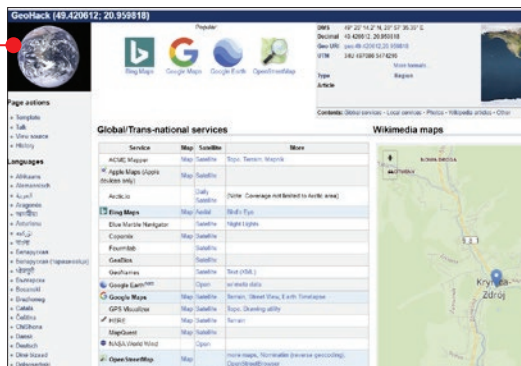 GeoHack (49.420612; 20.959818)
Popular
Bing Maps
Google Maps
Google Earth
OpenStreetMap
DMS 49° 25′ 14.2″ N, 20° 57′ 35.35″ E
Decimal 49.420612, 20.959818
Geo URI geo:49.420612,20.959818
UTM
More formats
Type Region
Article
Contents: Global services - Local services - Photos - Wikipedia articles - Other
Page actions
Template
Talk
View source
History
Languages
Afrikaans
Alemannisch
العربية
Aragonés
Asturianu
বাংলা
Беларуская
Беларуская (тарашкевіца)
भोजपुरी
Български
Bosanski
Brezhoneg
Català
Čeština
ChiShona
Dansk
Deutsch
Global/Trans-national services
Service Map Satellite More
ACME Mapper Map Satellite Topo, Terrain, Mapnik
Apple Maps (Apple devices only) Map Satellite
Arctic.io Daily Satellite (Note: Coverage not limited to Arctic area)
Bing Maps Map Aerial Bird's Eye
Blue Marble Navigator Satellite Night Lights
Copernix Map Satellite
Fourmilab Satellite
GeaBios Satellite
GeoNames Satellite Text (XML)
Google Earth Open w/ meta data
Google Maps Map Satellite Terrain, Street View, Earth Timelapse
GPS Visualizer Map Satellite Topo, Drawing utility
HERE Map Satellite Terrain
MapQuest Map Satellite
NASA World Wind Open
OpenStreetMap Map more maps, Nominatim (reverse geocoding), OpenStreetBrowser
Wikimedia maps
Krynica-Zdrój